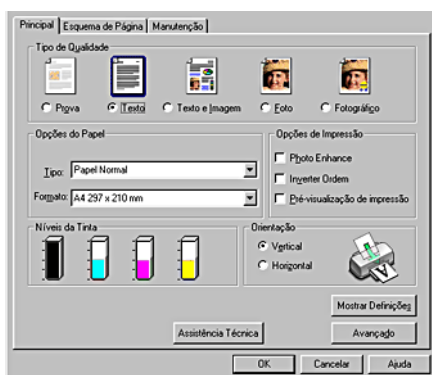 Principal Esquema de Página Manutenção
Tipo de Qualidade
Prova Texto Texto e Imagem Foto Fotográfico
Opções do Papel
Tipo: Papel Normal
Formato: A4 297 x 210 mm
Opções de Impressão
Photo Enhance
Inverter Ordem
Pré-visualização de impressão
Níveis da Tinta
Orientação
Vertical
Horizontal
Mostrar Definições
Assistência Técnica Avançado
OK Cancelar Ajuda